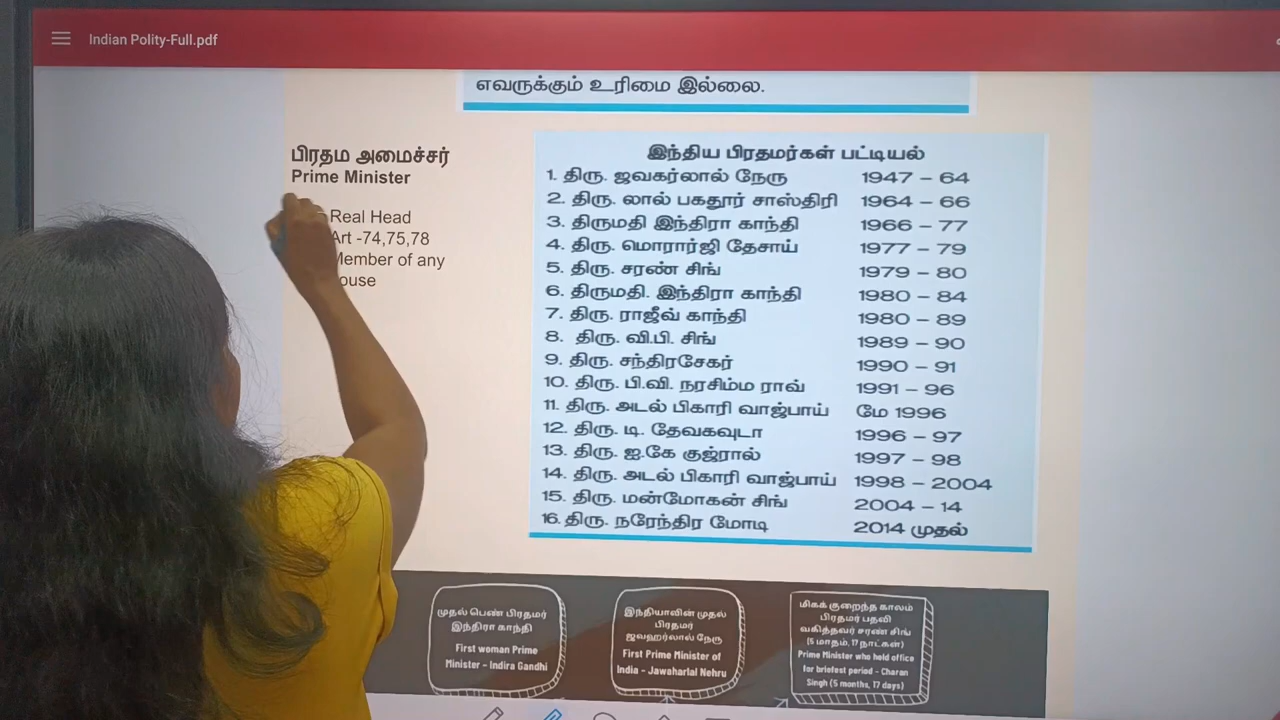 Indian Polity-Full.pdf
எவருக்கும் உரிமை இல்லை.
பிரதம அமைச்சர்
Prime Minister
Real Head
Art -74,75,78
Member of any
ouse
இந்திய பிரதமர்கள் பட்டியல்
1. திரு. ஜவகர்லால் நேரு 1947 – 64
2. திரு. லால் பகதூர் சாஸ்திரி 1964 – 66
3. திருமதி இந்திரா காந்தி 1966 – 77
4. திரு. மொரார்ஜி தேசாய் 1977 – 79
5. திரு. சரண் சிங் 1979 – 80
6. திருமதி. இந்திரா காந்தி 1980 – 84
7. திரு. ராஜீவ் காந்தி 1980 – 89
8. திரு. வி.பி. சிங் 1989 – 90
9. திரு. சந்திரசேகர் 1990 – 91
10. திரு. பி.வி. நரசிம்ம ராவ் 1991 – 96
11. திரு. அடல் பிகாரி வாஜ்பாய் மே 1996
12. திரு. டி. தேவகவுடா 1996 – 97
13. திரு. ஐ.கே குஜ்ரால் 1997 – 98
14. திரு. அடல் பிகாரி வாஜ்பாய் 1998 – 2004
15. திரு. மன்மோகன் சிங் 2004 – 14
16. திரு. நரேந்திர மோடி 2014 முதல்
முதல் பெண் பிரதமர்
இந்திரா காந்தி
First woman Prime
Minister – Indira Gandhi
இந்தியாவின் முதல்
பிரதமர்
ஜவஹர்லால் நேரு
First Prime Minister of
India – Jawaharlal Nehru
மிகக் குறைந்த காலம்
பிரதமர் பதவி
வகித்தவர் சரண் சிங்
(5 மாதம், 17 நாட்கள்)
Prime Minister who held office
for briefest period – Charan
Singh (5 months, 17 days)